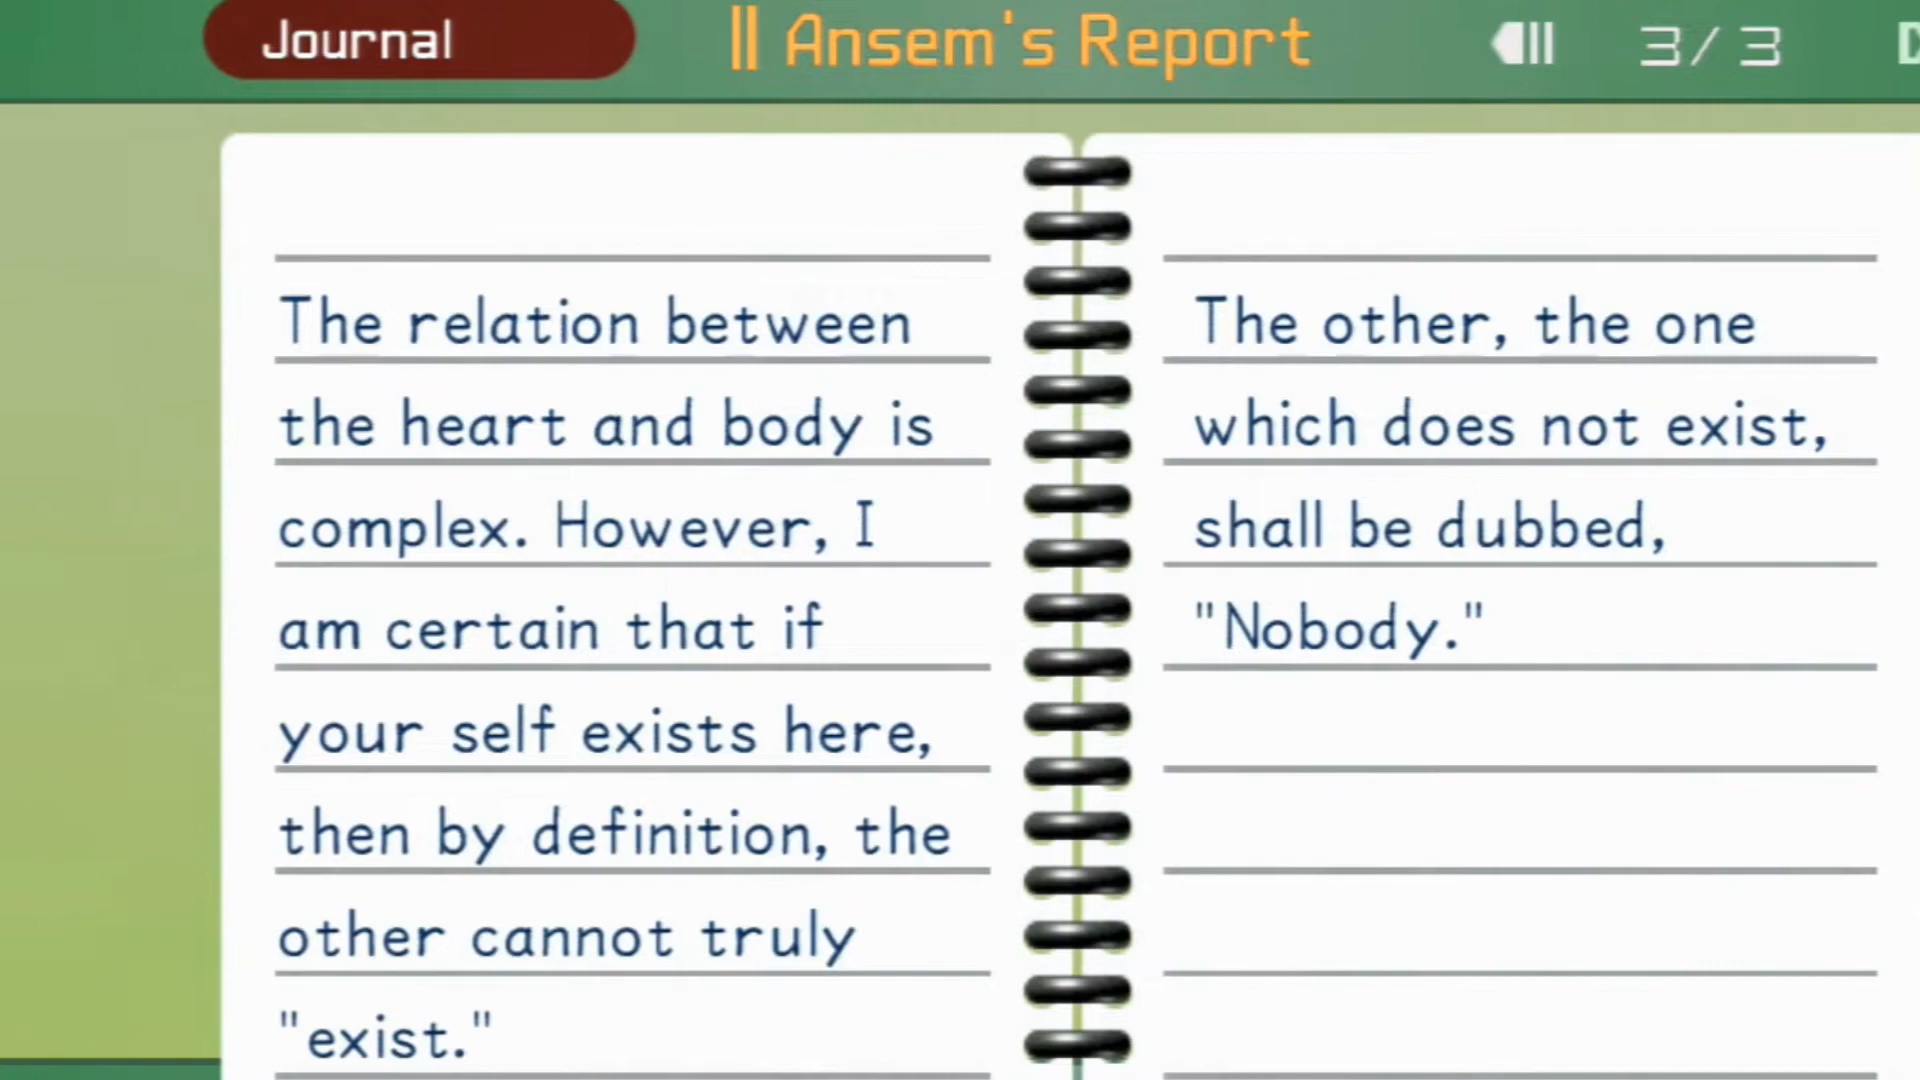 Journal
Ansem's Report
3/3
The relation between
the heart and body is
complex. However, I
am certain that if
your self exists here,
then by definition, the
other cannot truly
"exist."
The other, the one
which does not exist,
shall be dubbed,
"Nobody."